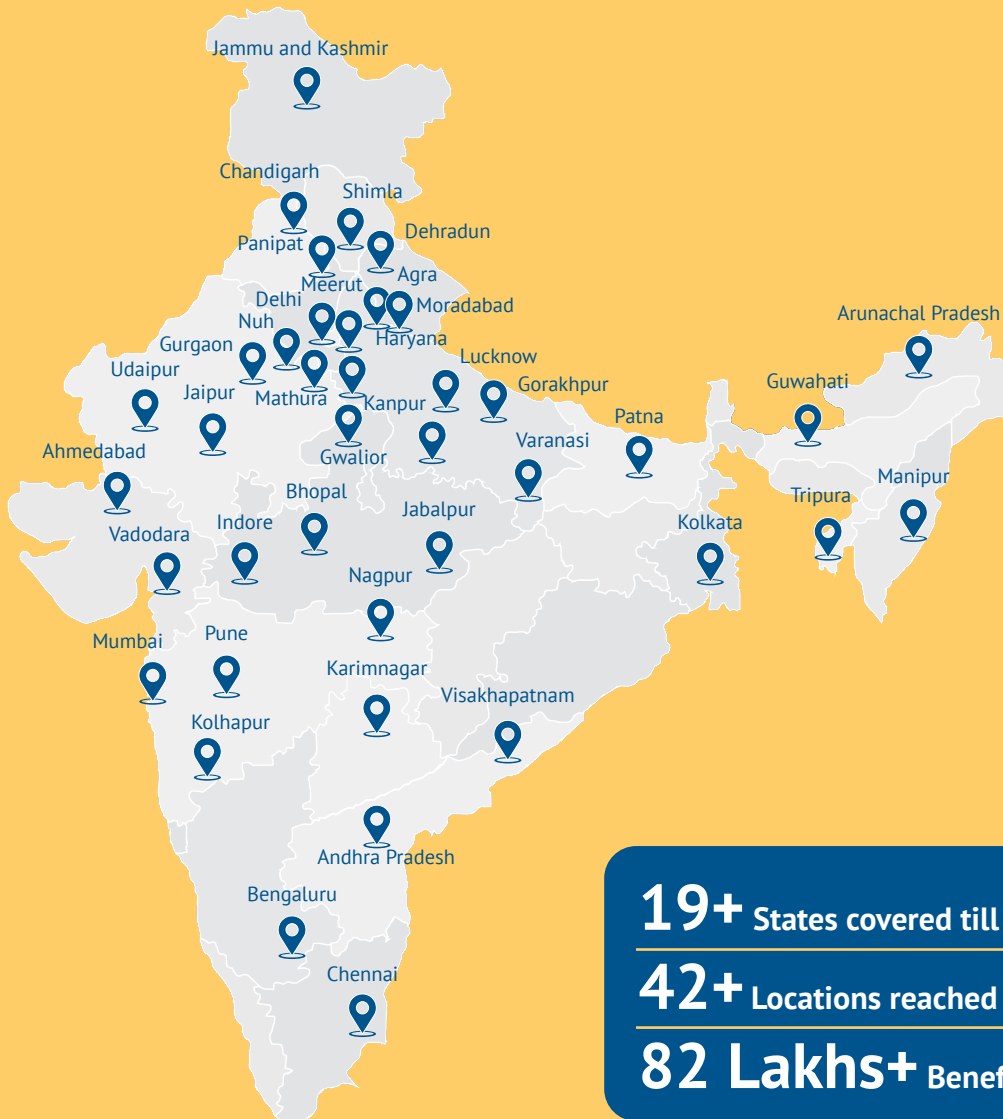 Jammu and Kashmir
Chandigarh
Shimla
Dehradun
Panipat
Agra
Meerut
Delhi
Moradabad
Arunachal Pradesh
Nuh
Haryana
Gurgaon
Lucknow
Udaipur
Guwahati
Gorakhpur
Jaipur
Mathura
Kanpur
Patna
Varanasi
Ahmedabad
Gwalior
Manipur
Bhopal
Tripura
Jabalpur
Indore
Kolkata
Vadodara
Nagpur
Mumbai
Pune
Karimnagar
Visakhapatnam
Kolhapur
Andhra Pradesh
Bengaluru
Chennai
19+ States covered till
42+ Locations reached
82 Lakhs+ Benef